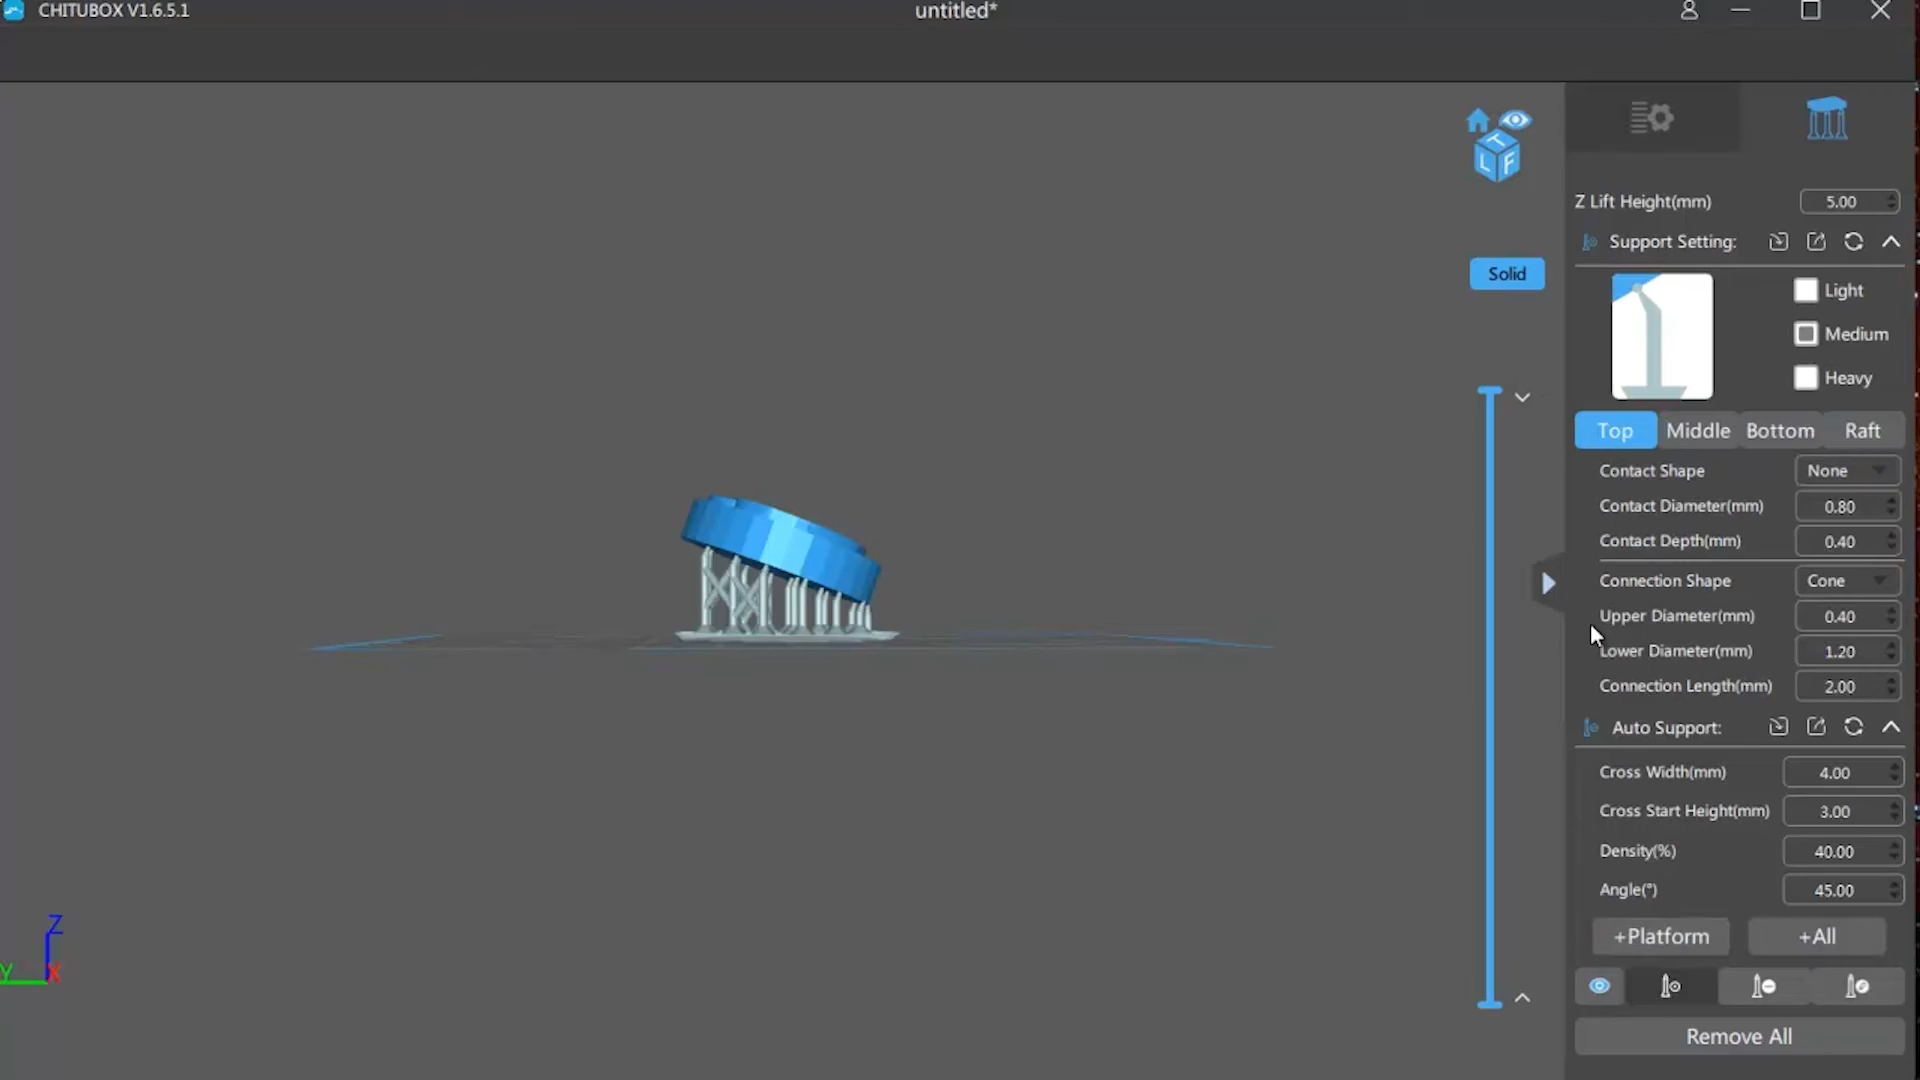 CHITUBOX V1.6.5.1
untitled*
T
L F
Solid
Z Lift Height(mm) 5.00
Support Setting:
Light
Medium
Heavy
Top Middle Bottom Raft
Contact Shape None
Contact Diameter(mm) 0.80
Contact Depth(mm) 0.40
Connection Shape Cone
Upper Diameter(mm) 0.40
Lower Diameter(mm) 1.20
Connection Length(mm) 2.00
Auto Support:
Cross Width(mm) 4.00
Cross Start Height(mm) 3.00
Density(%) 40.00
Angle(°) 45.00
+Platform +All
Remove All
Z
Y X